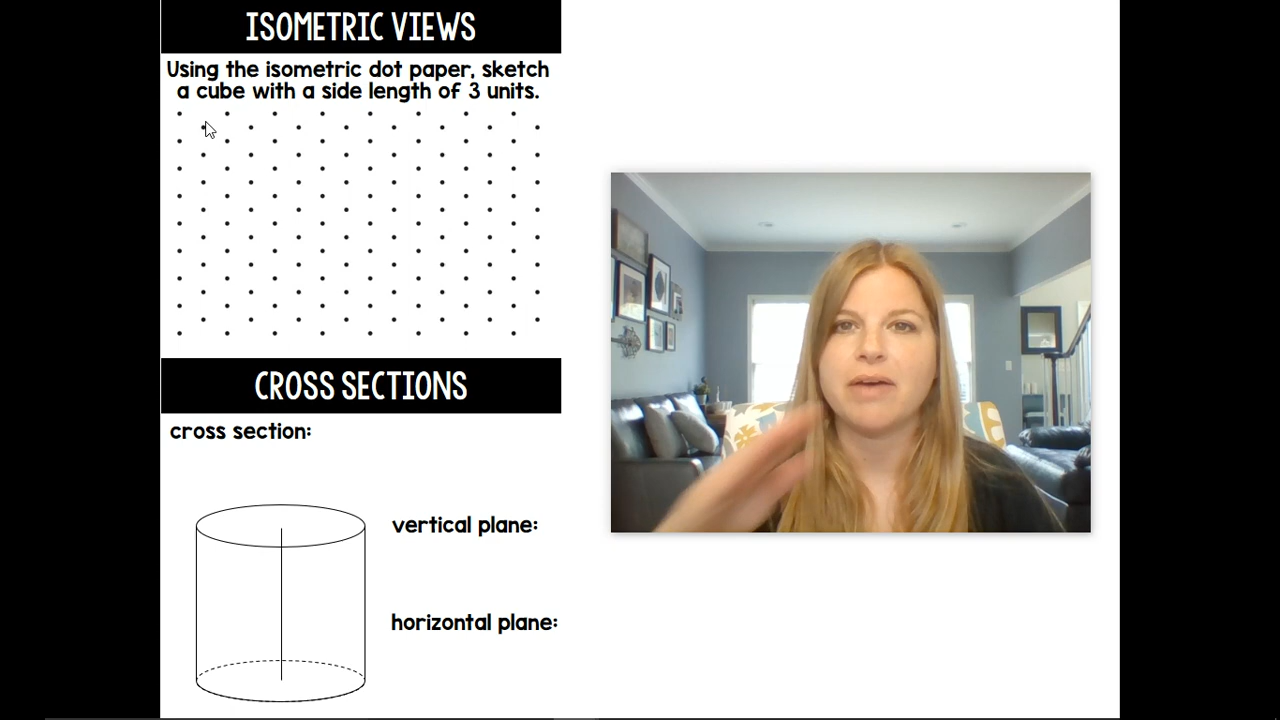 ISOMETRIC VIEWS
Using the isometric dot paper, sketch
a cube with a side length of 3 units.
CROSS SECTIONS
cross section:
vertical plane:
horizontal plane: